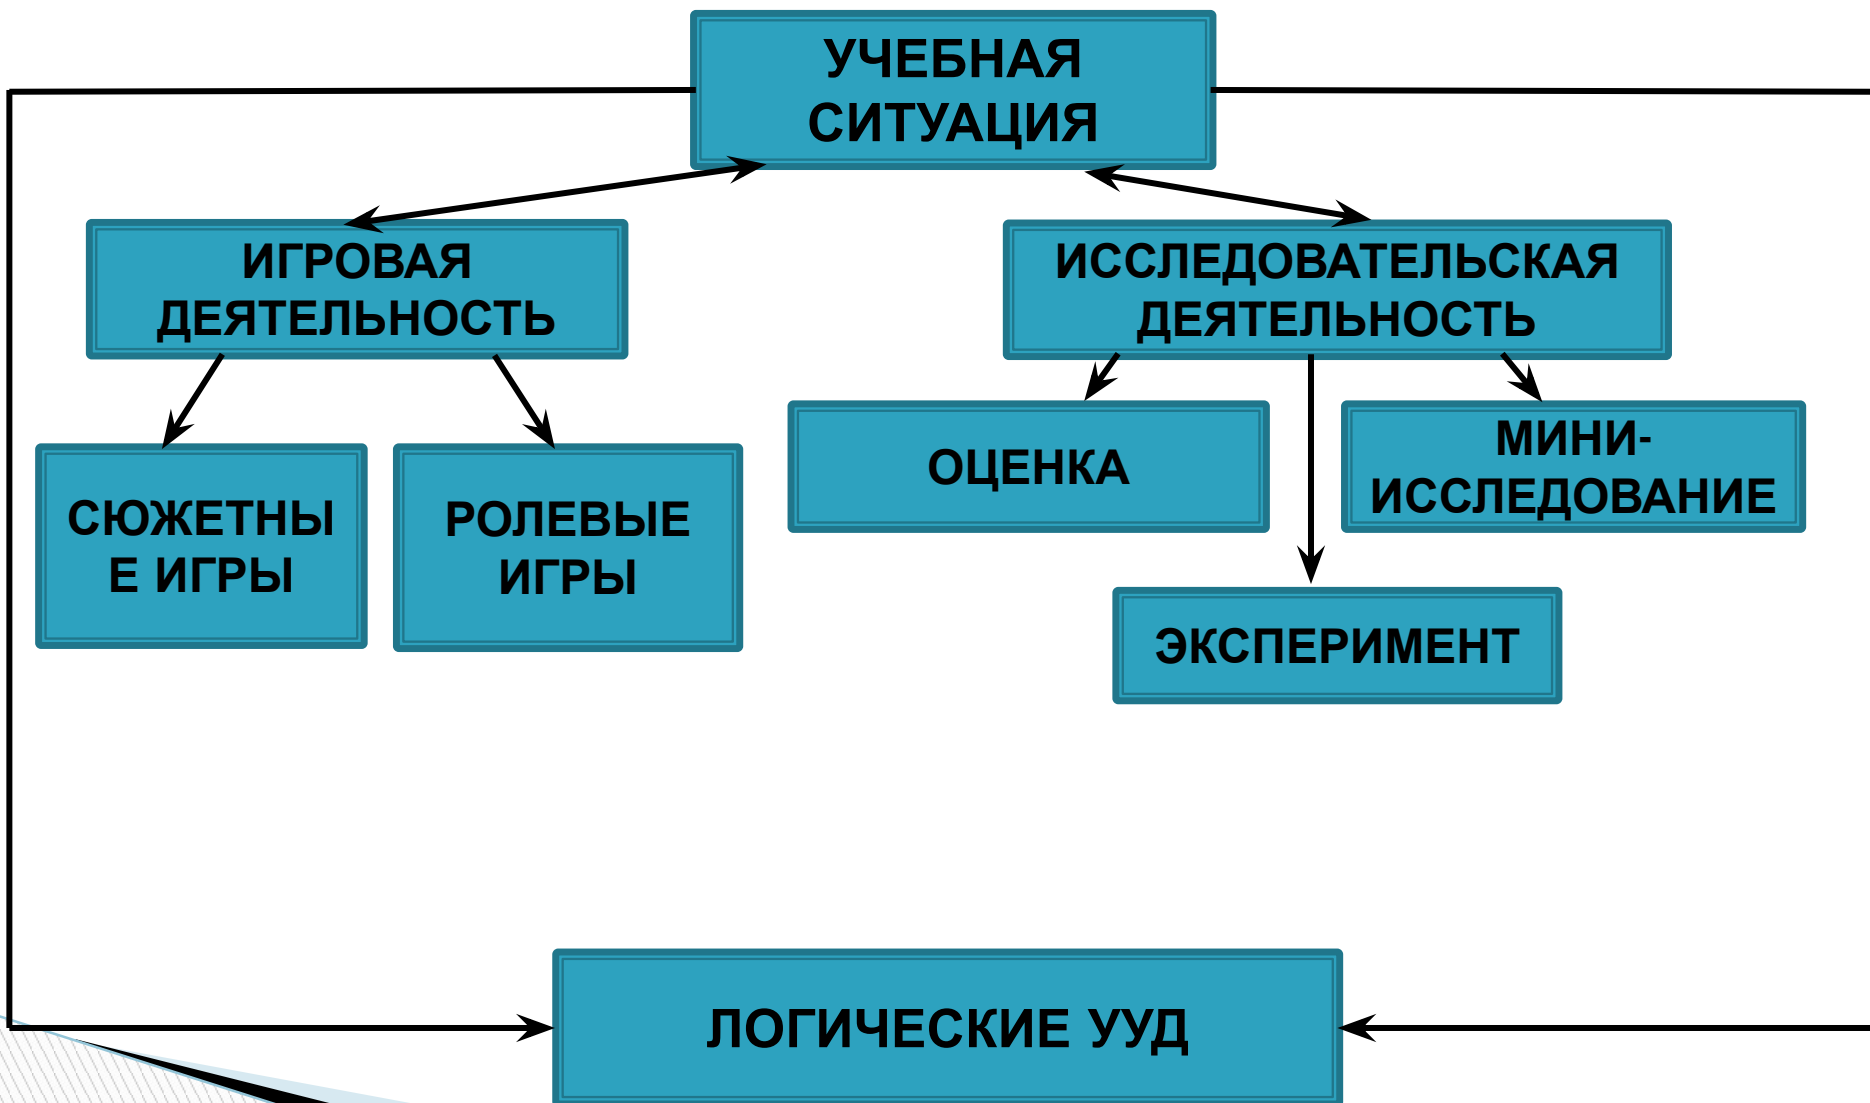 УЧЕБНАЯ
СИТУАЦИЯ
ИГРОВАЯ
ДЕЯТЕЛЬНОСТЬ
ИССЛЕДОВАТЕЛЬСКАЯ
ДЕЯТЕЛЬНОСТЬ
СЮЖЕТНЫ
Е ИГРЫ
РОЛЕВЫЕ
ИГРЫ
ОЦЕНКА
МИНИ-
ИССЛЕДОВАНИЕ
ЭКСПЕРИМЕНТ
ЛОГИЧЕСКИЕ УУД